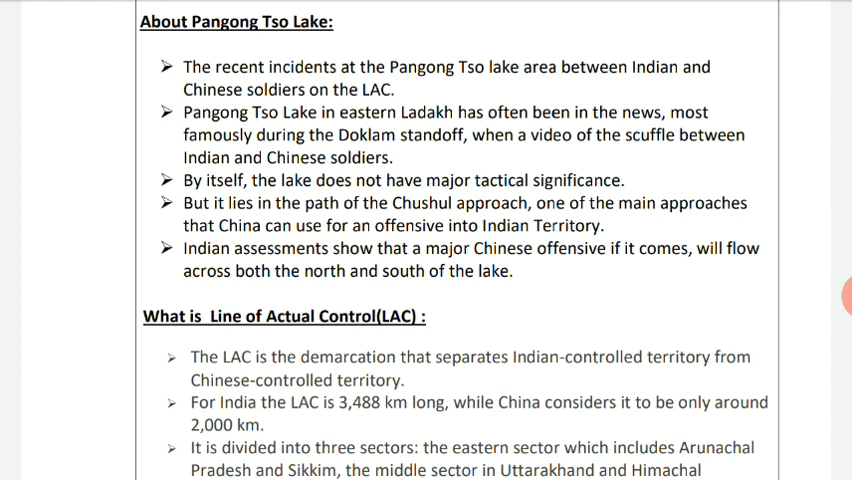 About Pangong Tso Lake:
➢ The recent incidents at the Pangong Tso lake area between Indian and
Chinese soldiers on the LAC.
➢ Pangong Tso Lake in eastern Ladakh has often been in the news, most
famously during the Doklam standoff, when a video of the scuffle between
Indian and Chinese soldiers.
➢ By itself, the lake does not have major tactical significance.
➢ But it lies in the path of the Chushul approach, one of the main approaches
that China can use for an offensive into Indian Territory.
➢ Indian assessments show that a major Chinese offensive if it comes, will flow
across both the north and south of the lake.
What is Line of Actual Control(LAC) :
➢ The LAC is the demarcation that separates Indian-controlled territory from
Chinese-controlled territory.
➢ For India the LAC is 3,488 km long, while China considers it to be only around
2,000 km.
➢ It is divided into three sectors: the eastern sector which includes Arunachal
Pradesh and Sikkim, the middle sector in Uttarakhand and Himachal